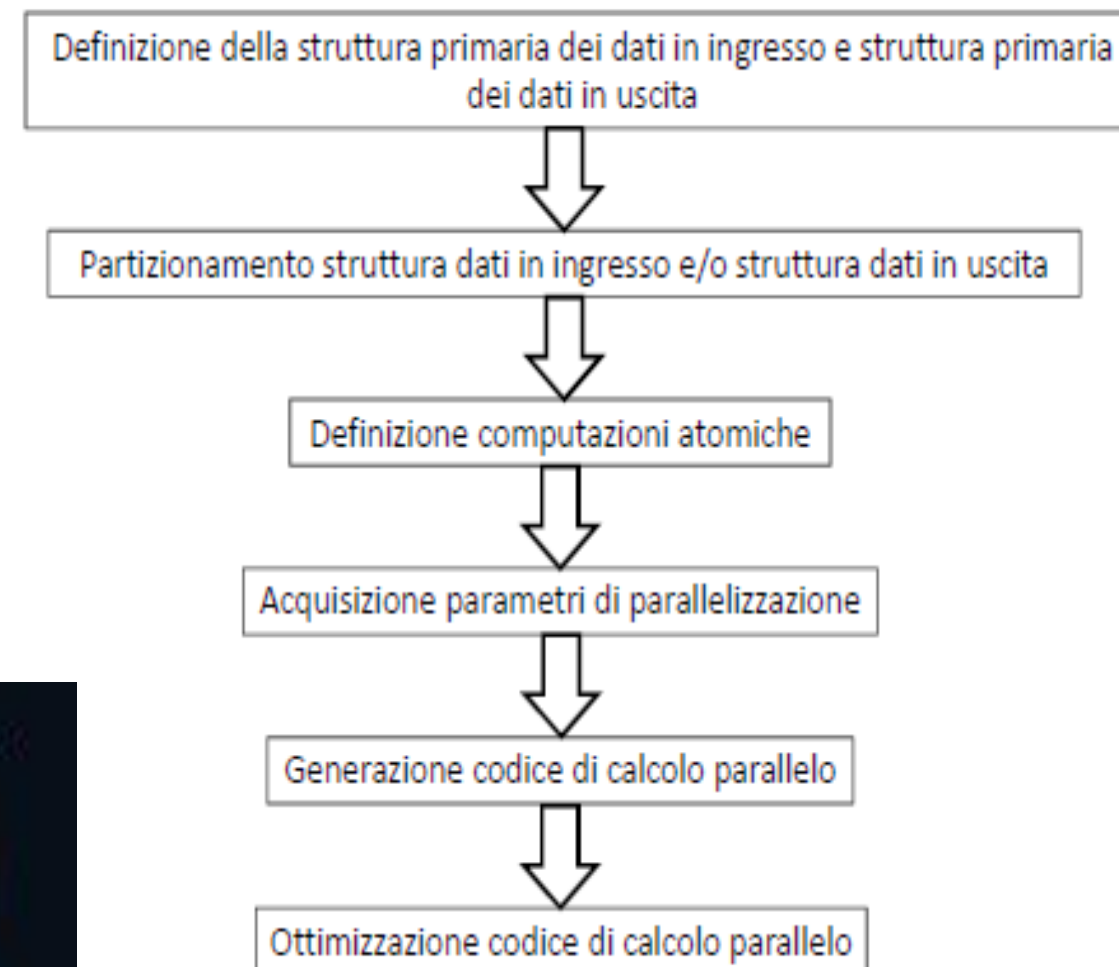 Definizione della struttura primaria dei dati in ingresso e struttura primaria
dei dati in uscita
Partizionamento struttura dati in ingresso e/o struttura dati in uscita
Definizione computazioni atomiche
Acquisizione parametri di parallelizzazione
Generazione codice di calcolo parallelo
Ottimizzazione codice di calcolo parallelo